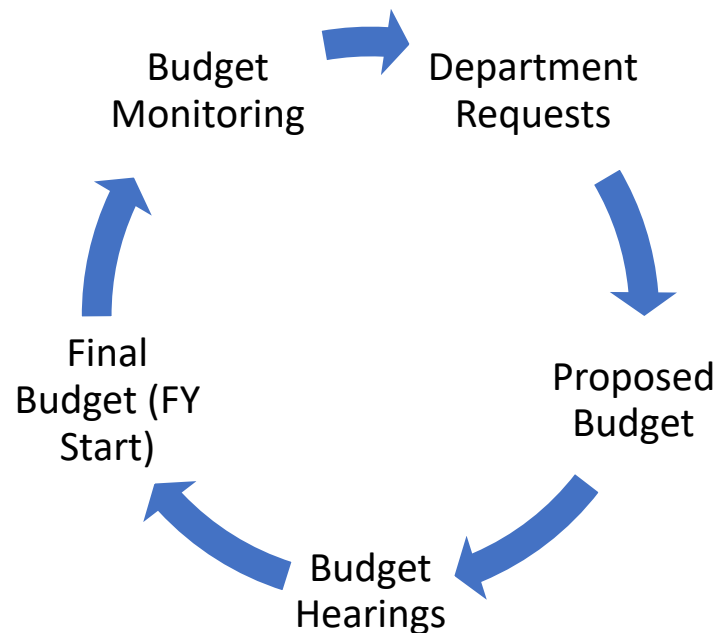 Budget
Monitoring
Department
Requests
Proposed
Budget
Budget
Hearings
Final
Budget (FY
Start)